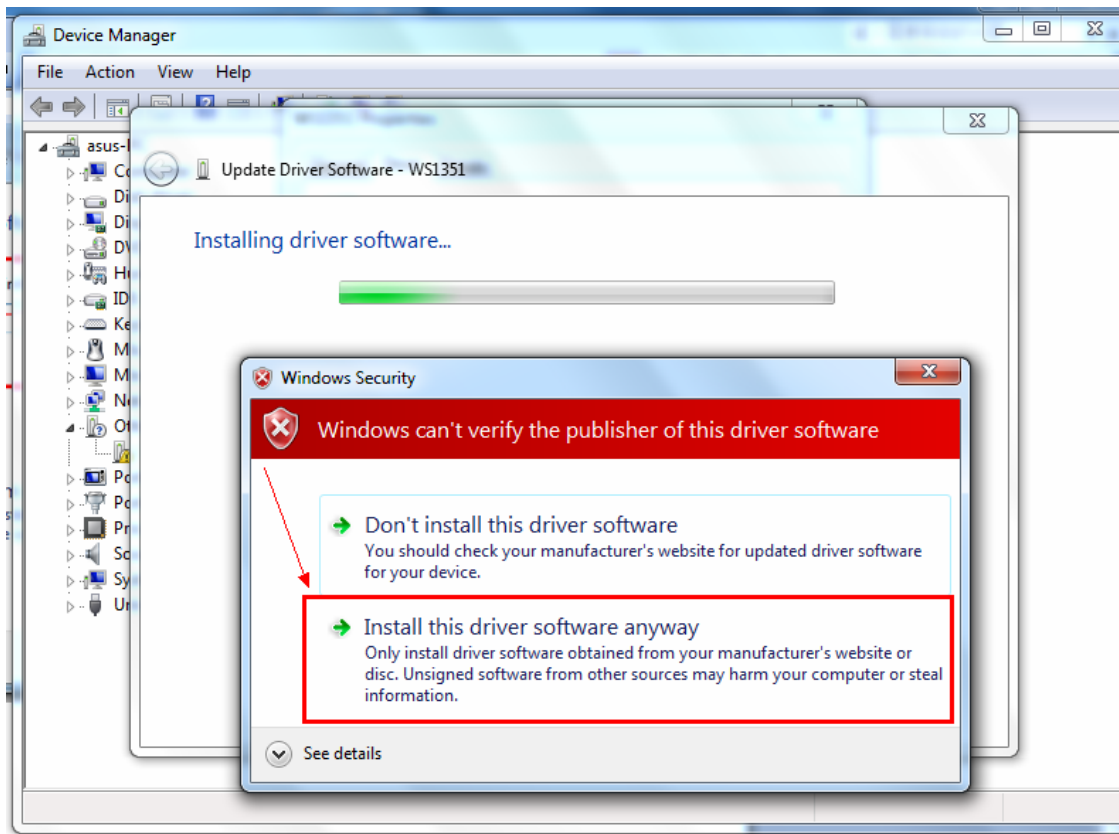 Device Manager
File Action View Help
Update Driver Software - WS1351
Installing driver software...
Windows Security
Windows can't verify the publisher of this driver software
Don't install this driver software
You should check your manufacturer's website for updated driver software
for your device.
Install this driver software anyway
Only install driver software obtained from your manufacturer's website or
disc. Unsigned software from other sources may harm your computer or steal
information.
See details